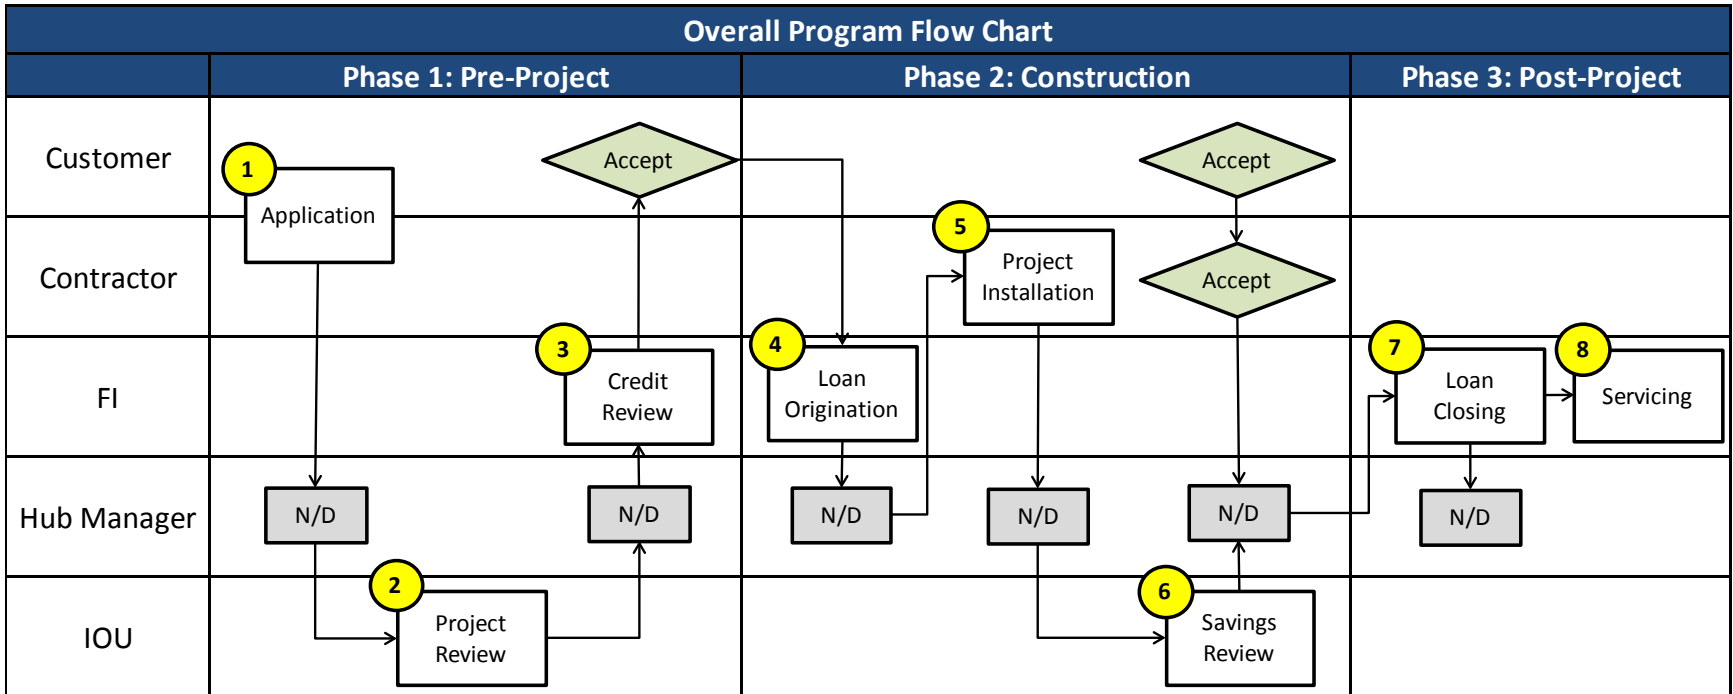 Overall Program Flow Chart
Phase 1: Pre-Project
Phase 2: Construction
Phase 3: Post-Project
Customer
1
Application
Accept
Accept
Contractor
5
Project
Installation
Accept
FI
3
Credit
Review
4
Loan
Origination
7
Loan
Closing
8
Servicing
Hub Manager
N/D
N/D
N/D
N/D
N/D
N/D
IOU
2
Project
Review
6
Savings
Review